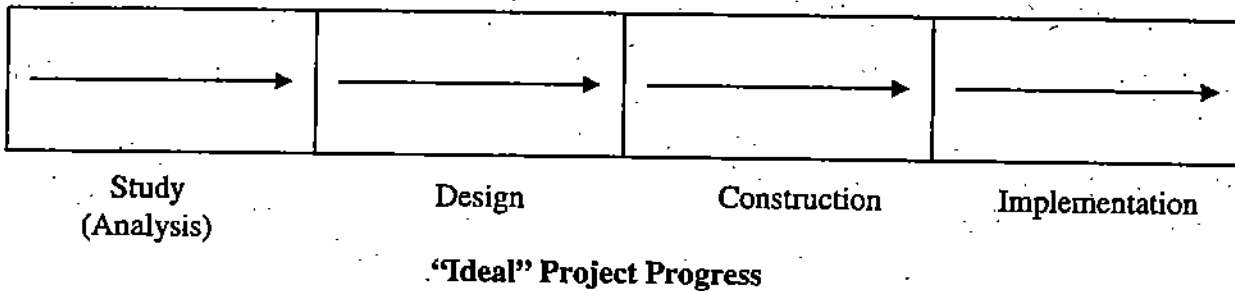 Study
(Analysis)
Design
Construction
Implementation
"Ideal" Project Progress